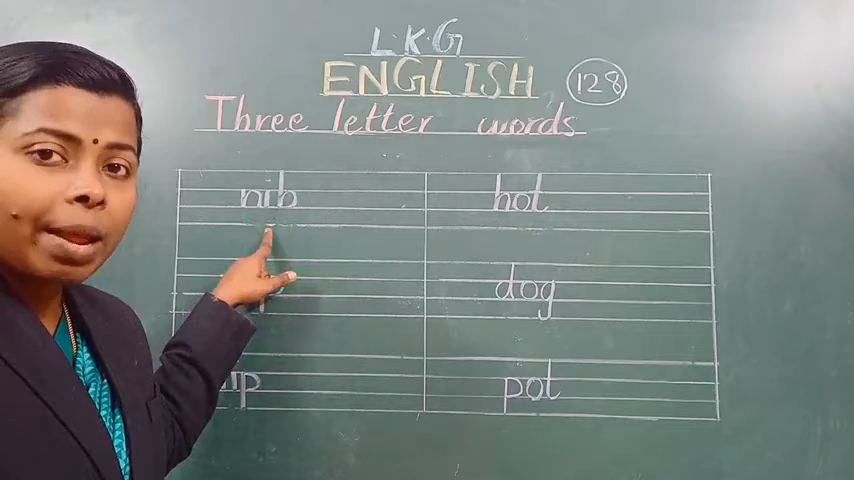 L.K.G
ENGLISH 128
Three letter words
nib hot
dog
pot